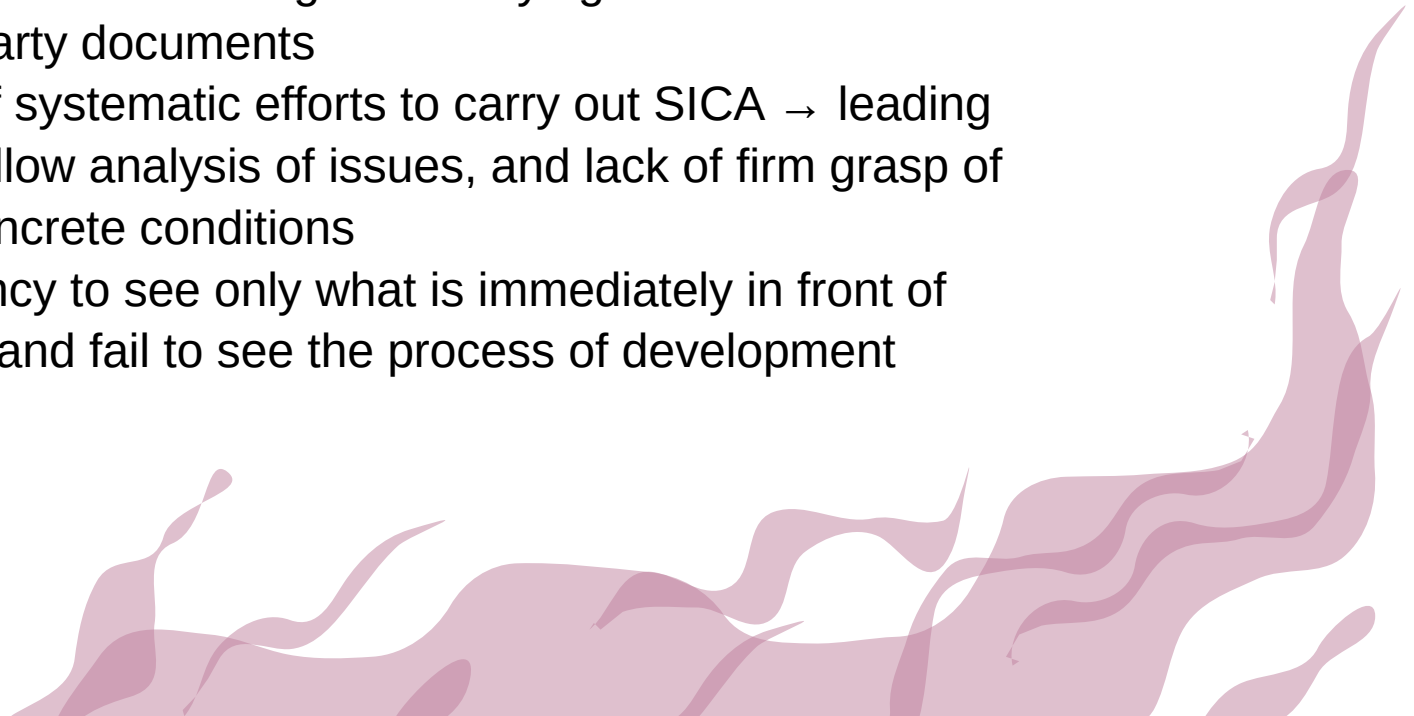 arty documents
systematic efforts to carry out SICA → leading
llow analysis of issues, and lack of firm grasp of
ncrete conditions
ncy to see only what is immediately in front of
and fail to see the process of development